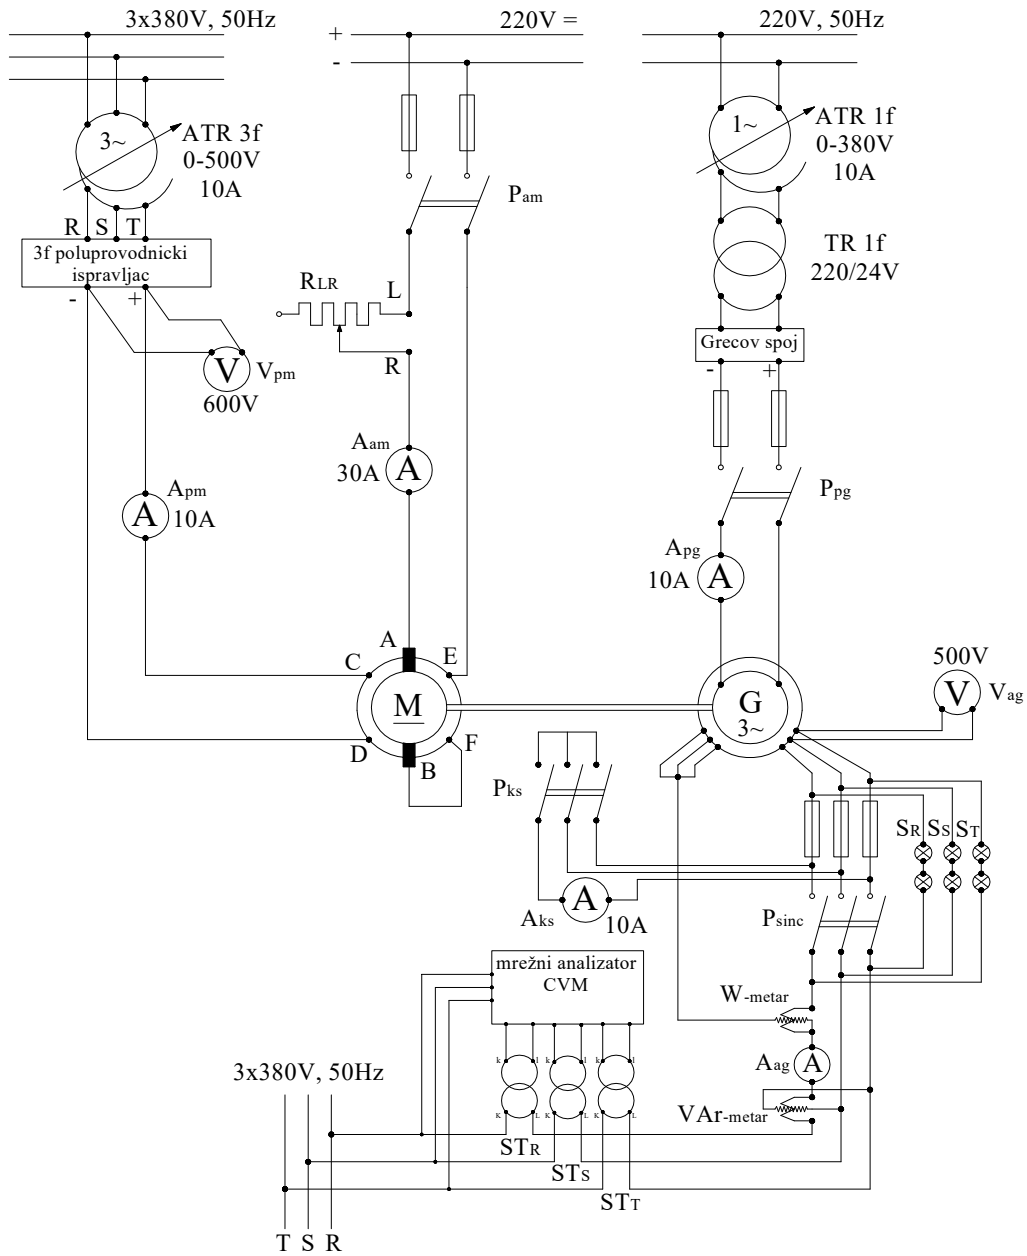 3x380V, 50Hz
220V =
220V, 50Hz
+
-
3~
ATR 3f
0-500V
10A
1~
ATR 1f
0-380V
10A
Pam
R S T
3f poluprovodnicki
ispravljac
- +
RLR
L
R
TR 1f
220/24V
Grecov spoj
- +
V
Vpm
600V
Aam
30A
A
Apm
10A
A
Ppg
Apg
10A
A
A
C
E
M
D
F
B
G
3~
500V
V
Vag
Pks
SR SS ST
Aks
A
10A
Psinc
mrežni analizator
CVM
W-metar
k l k l k l
Aag
A
3x380V, 50Hz
K L K L K L
VAr-metar
STR
STS
STT
T S R